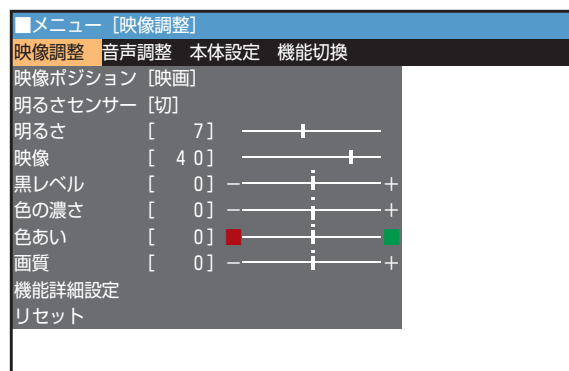 ■メニュー [映像調整]
映像調整 音声調整 本体設定 機能切換
映像ポジション [映画]
明るさセンサー [切]
明るさ [ 7]
映像 [ 40]
黒レベル [ 0] − +
色の濃さ [ 0] − +
色あい [ 0]
画質 [ 0] − +
機能詳細設定
リセット